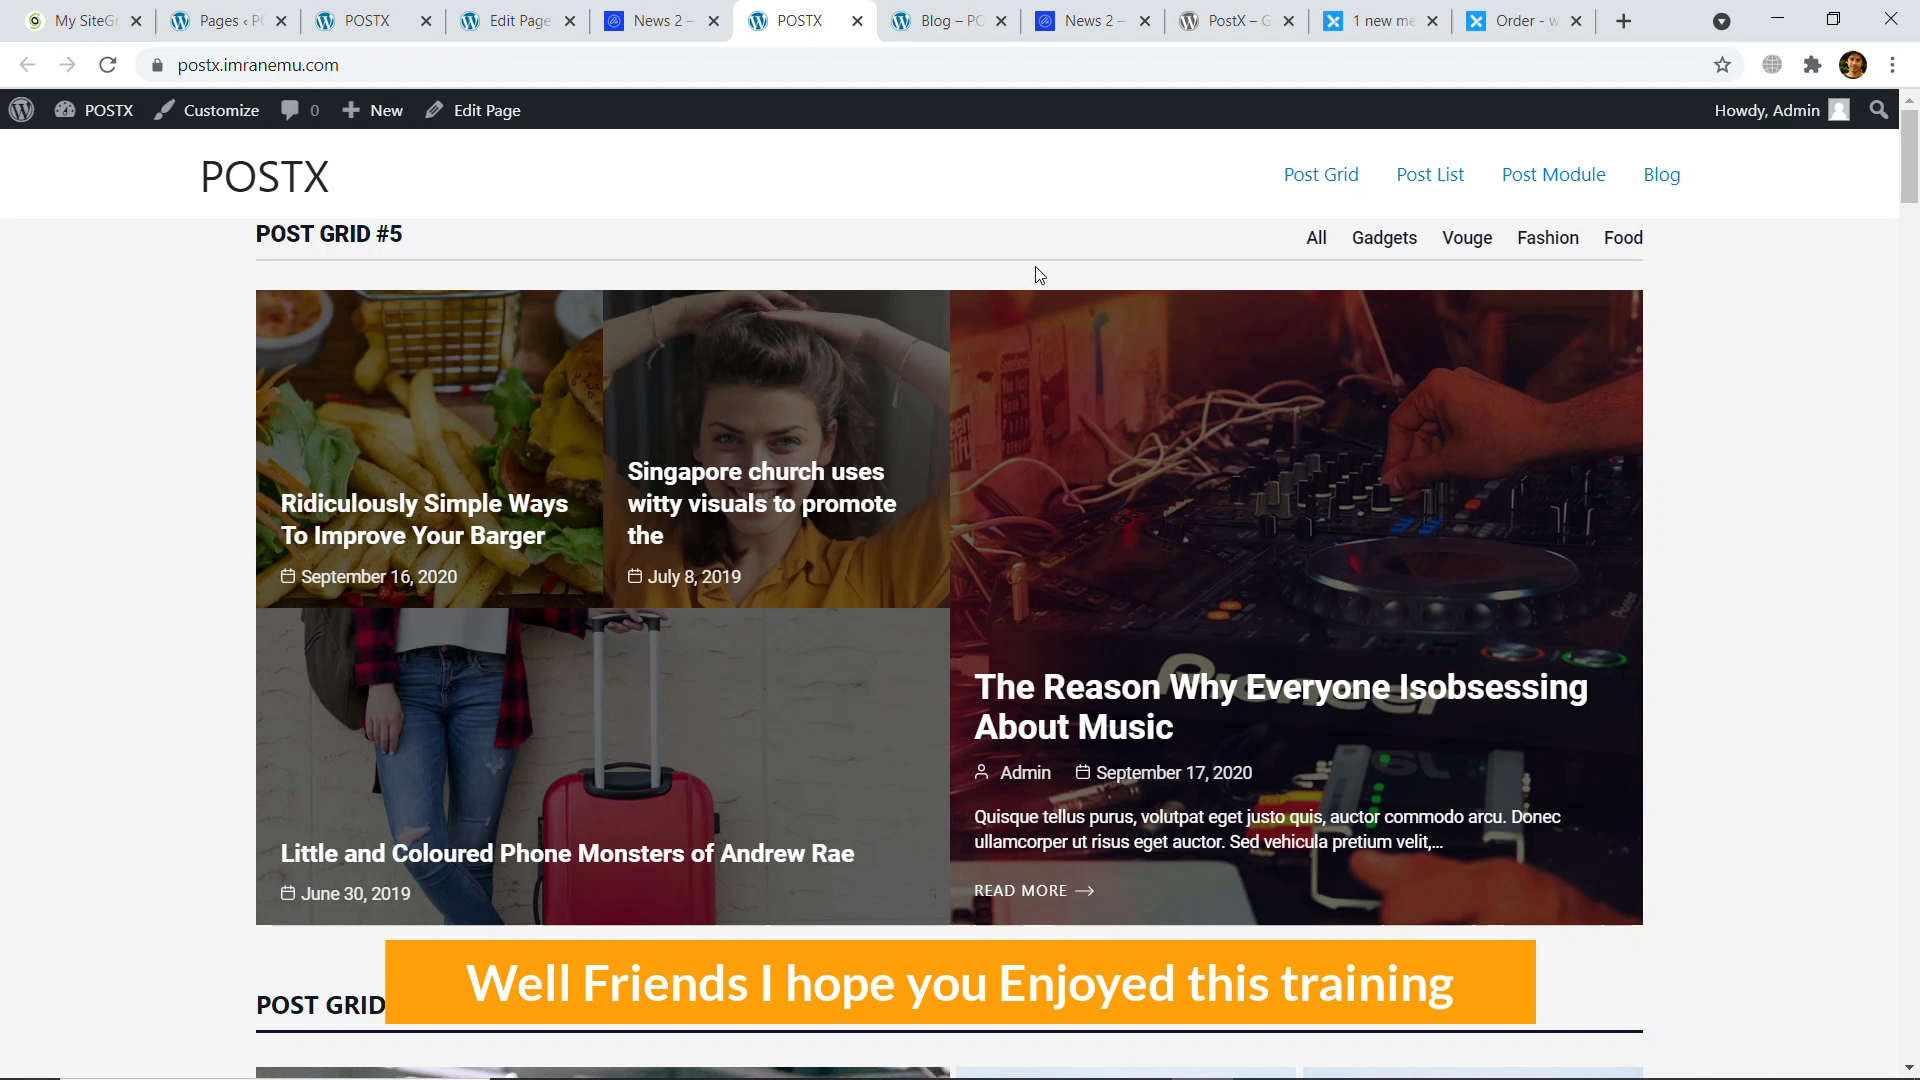 My SiteGr
Pages ‹ PO
POSTX
Edit Page
News 2 –
POSTX
Blog – PO
News 2 –
PostX – G
1 new me
Order - w
postx.imranemu.com
POSTX
Customize
0
New
Edit Page
Howdy, Admin
POSTX
Post Grid
Post List
Post Module
Blog
POST GRID #5
All
Gadgets
Vouge
Fashion
Food
Ridiculously Simple Ways
To Improve Your Barger
September 16, 2020
Singapore church uses
witty visuals to promote
the
July 8, 2019
Little and Coloured Phone Monsters of Andrew Rae
June 30, 2019
Pioneer
The Reason Why Everyone Isobsessing
About Music
Admin
September 17, 2020
Quisque tellus purus, volutpat eget justo quis, auctor commodo arcu. Donec
ullamcorper ut risus eget auctor. Sed vehicula pretium velit,...
READ MORE
POST GRID
Well Friends I hope you Enjoyed this training